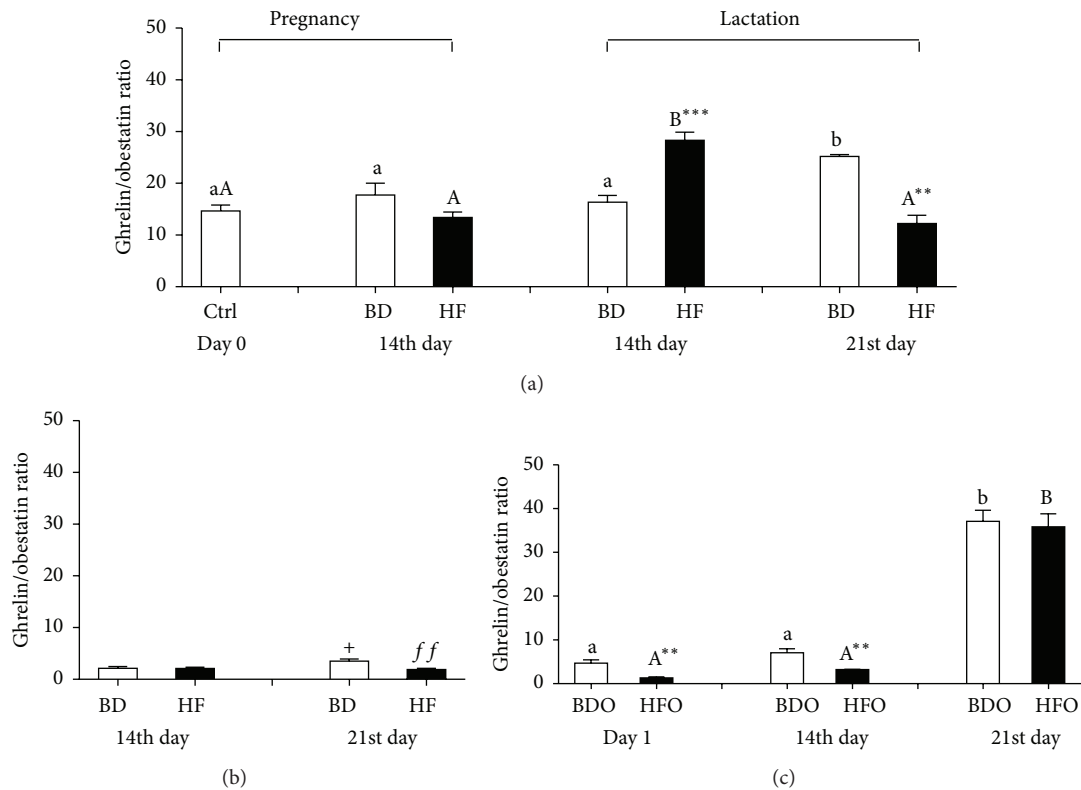 Pregnancy Lactation
Ghrelin/obestatin ratio
50
40
30
20
10
0
aA a A a B*** b A**
Ctrl BD HF BD HF BD HF
Day 0 14th day 14th day 21st day
(a)
Ghrelin/obestatin ratio
50
40
30
20
10
0
+ ƒƒ
BD HF BD HF
14th day 21st day
(b)
Ghrelin/obestatin ratio
50
40
30
20
10
0
a A** a A** b B
BDO HFO BDO HFO BDO HFO
Day 1 14th day 21st day
(c)